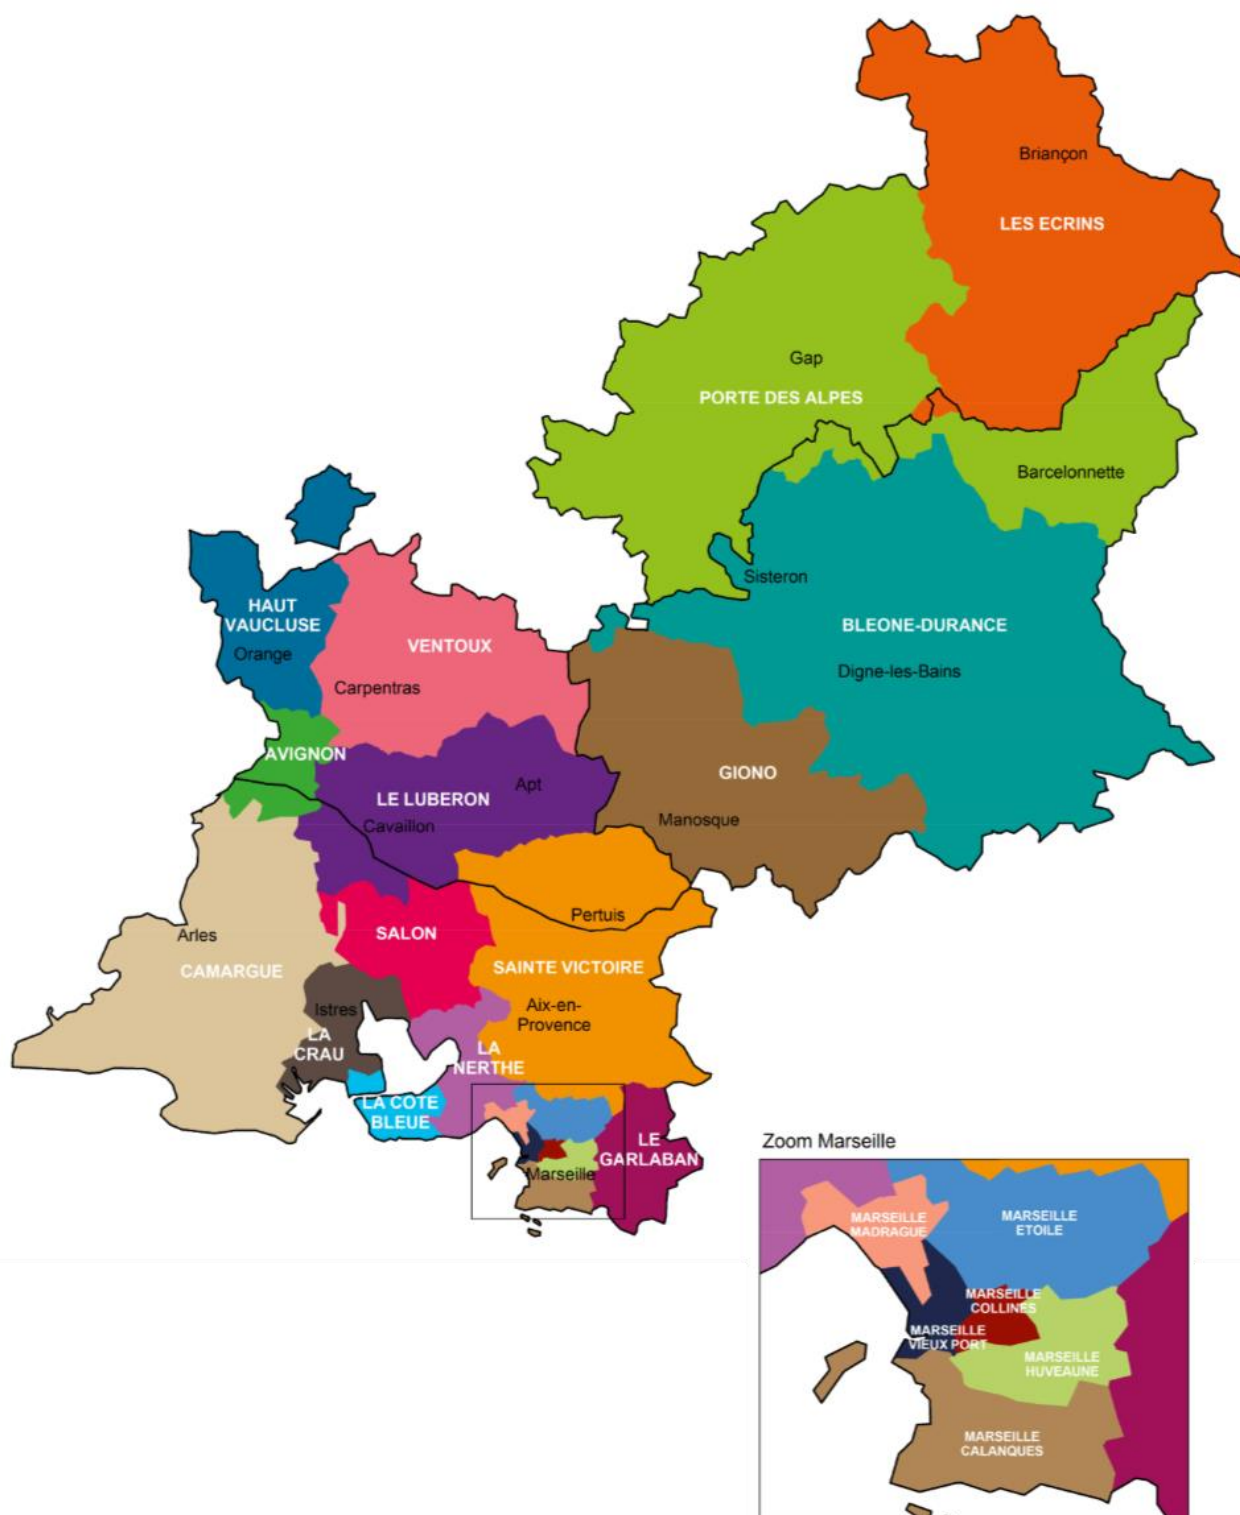 Briançon
LES ECRINS
Gap
PORTE DES ALPES
Barcelonnette
Sisteron
HAUT
VAUCLUSE
Orange
VENTOUX
BLEONE-DURANCE
Digne-les-Bains
Carpentras
AVIGNON
GIONO
Apt
LE LUBERON
Cavaillon
Manosque
Pertuis
Arles
SALON
CAMARGUE
SAINTE VICTOIRE
Istres
Aix-en-
Provence
LA
CRAU
LA
NERTHE
LA COTE
BLEUE
LE
GARLABAN
Marseille
Zoom Marseille
MARSEILLE
MADRAGUE
MARSEILLE
ETOILE
MARSEILLE
COLLINES
MARSEILLE
VIEUX PORT
MARSEILLE
HUVEAUNE
MARSEILLE
CALANQUES